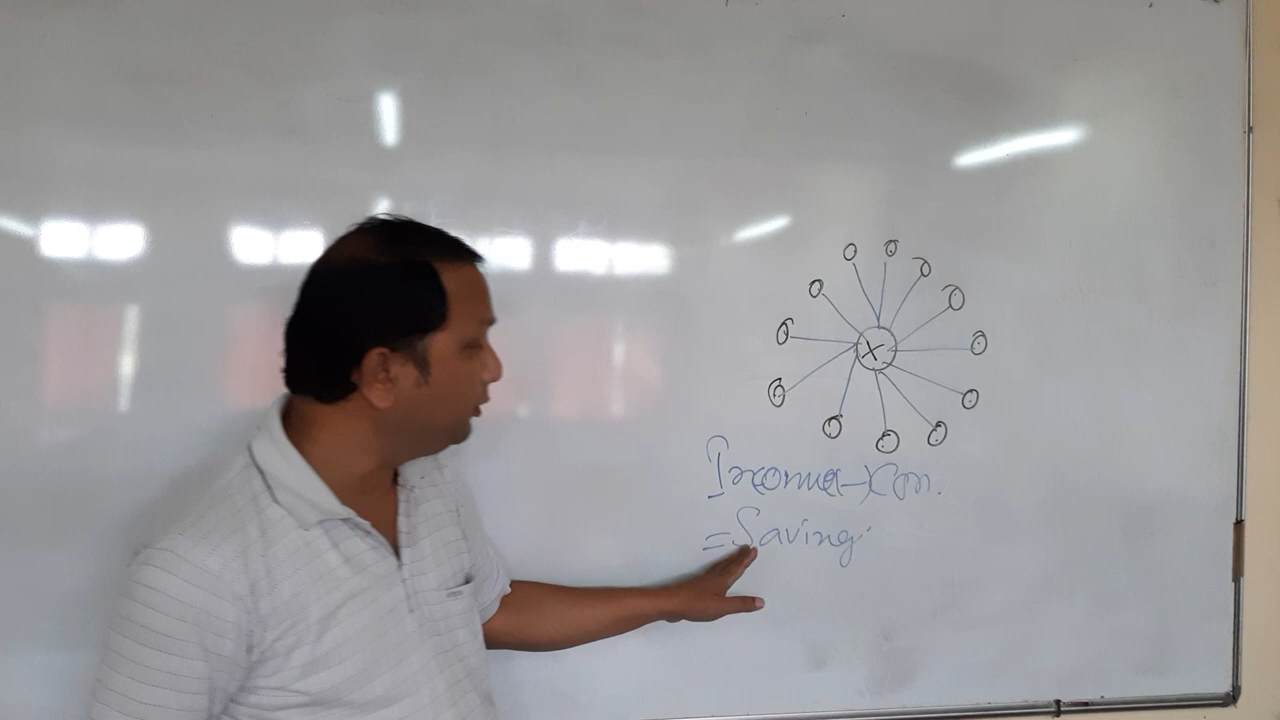 X
Income - Con.
= Saving.